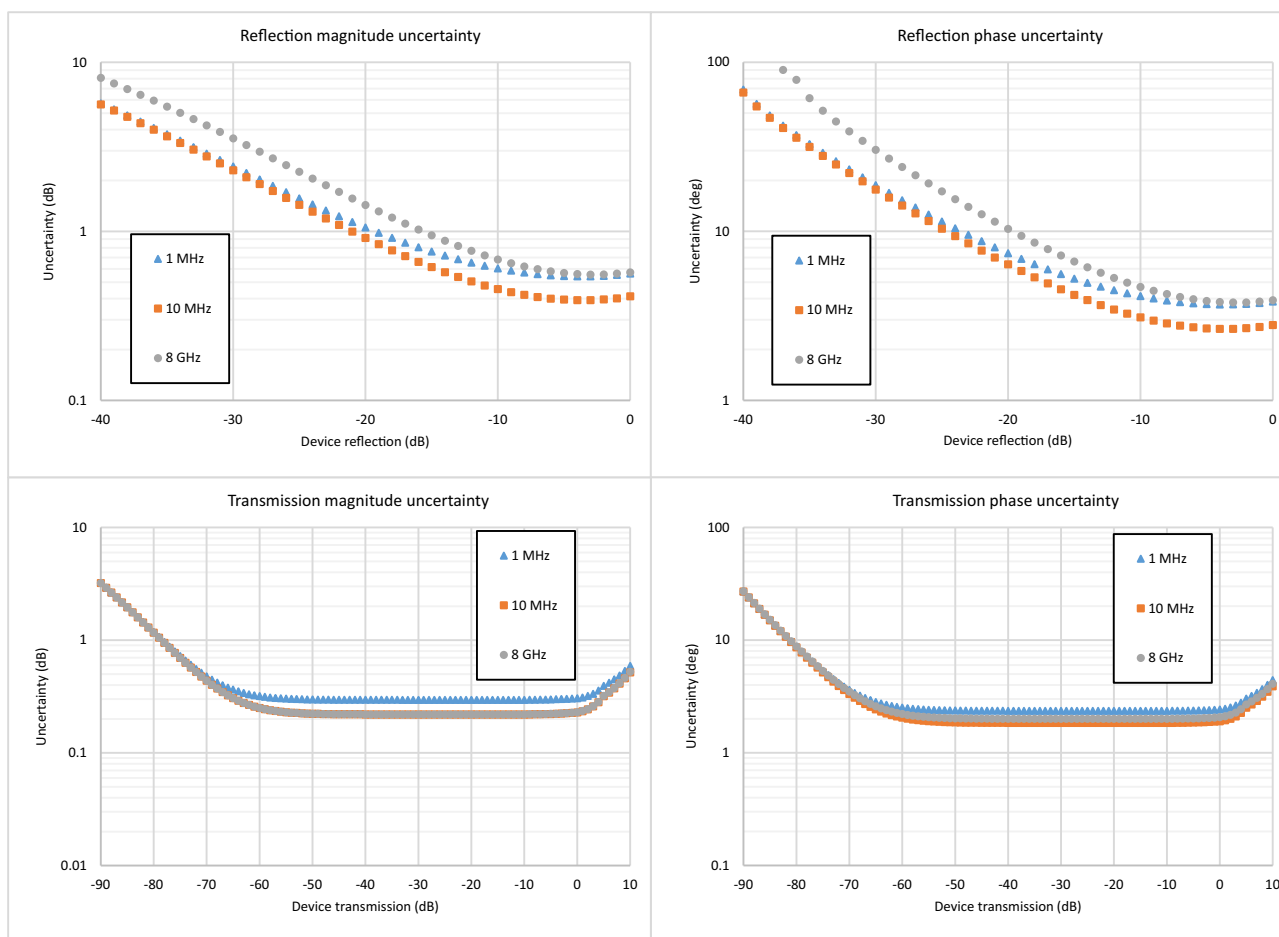 Reflection magnitude uncertainty
10
1
0.1
Uncertainty (dB)
1 MHz
10 MHz
8 GHz
-40 -30 -20 -10 0
Device reflection (dB)
Reflection phase uncertainty
100
10
1
Uncertainty (deg)
1 MHz
10 MHz
8 GHz
-40 -30 -20 -10 0
Device reflection (dB)
Transmission magnitude uncertainty
10
1
0.1
0.01
Uncertainty (dB)
1 MHz
10 MHz
8 GHz
-90 -80 -70 -60 -50 -40 -30 -20 -10 0 10
Device transmission (dB)
Transmission phase uncertainty
100
10
1
0.1
Uncertainty (deg)
1 MHz
10 MHz
8 GHz
-90 -80 -70 -60 -50 -40 -30 -20 -10 0 10
Device transmission (dB)